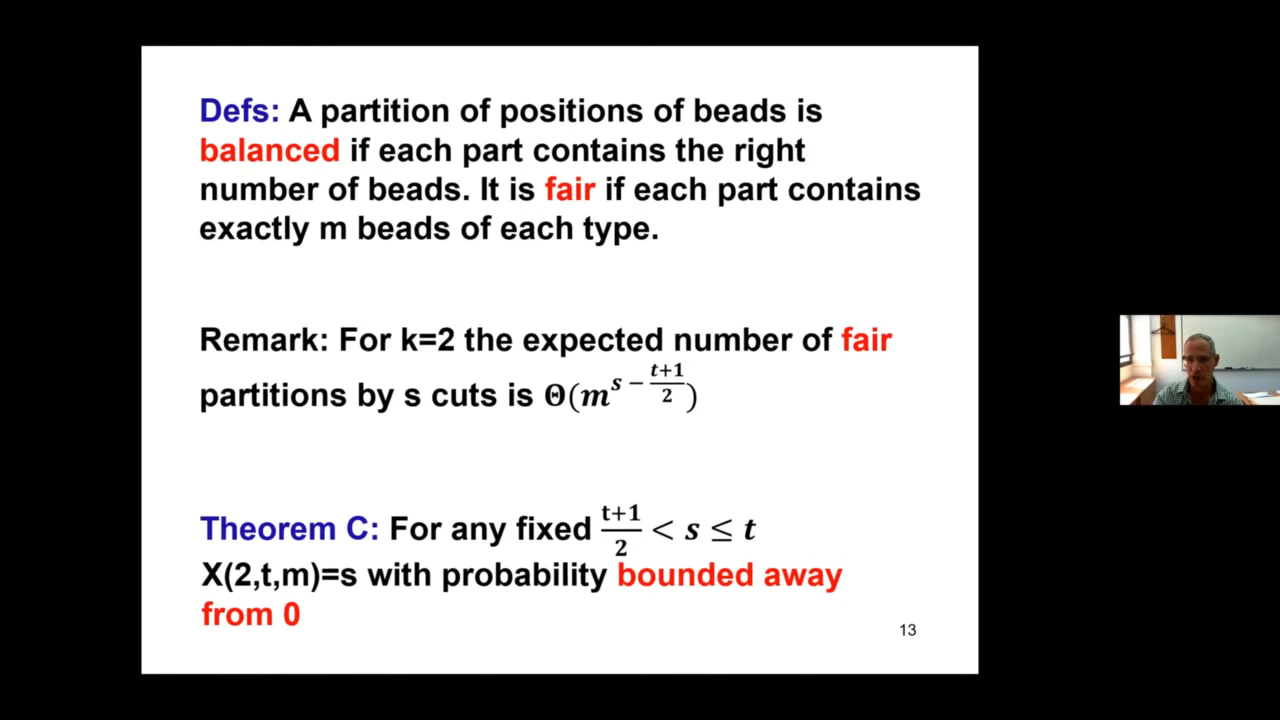 Defs: A partition of positions of beads is
balanced if each part contains the right
number of beads. It is fair if each part contains
exactly m beads of each type.
Remark: For k=2 the expected number of fair
partitions by s cuts is Θ(m^{s − \frac{t+1}{2}})
Theorem C: For any fixed \frac{t+1}{2} < s ≤ t
X(2,t,m)=s with probability bounded away
from 0
13